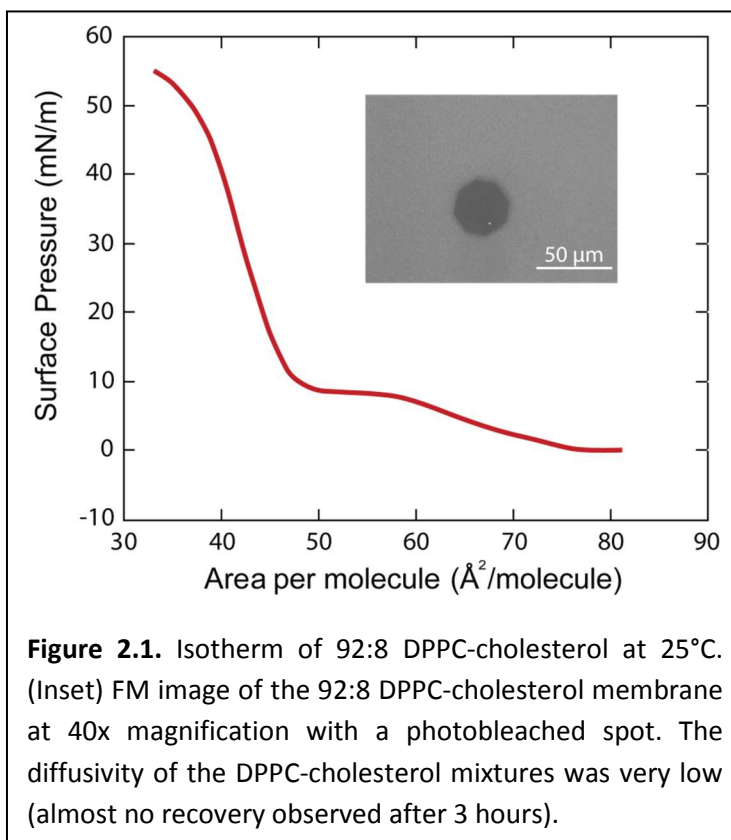 60
50
40
30
20
10
0
-10
Surface Pressure (mN/m)
50 µm
30 40 50 60 70 80 90
Area per molecule (Å²/molecule)
Figure 2.1. Isotherm of 92:8 DPPC-cholesterol at 25°C.
(Inset) FM image of the 92:8 DPPC-cholesterol membrane
at 40x magnification with a photobleached spot. The
diffusivity of the DPPC-cholesterol mixtures was very low
(almost no recovery observed after 3 hours).